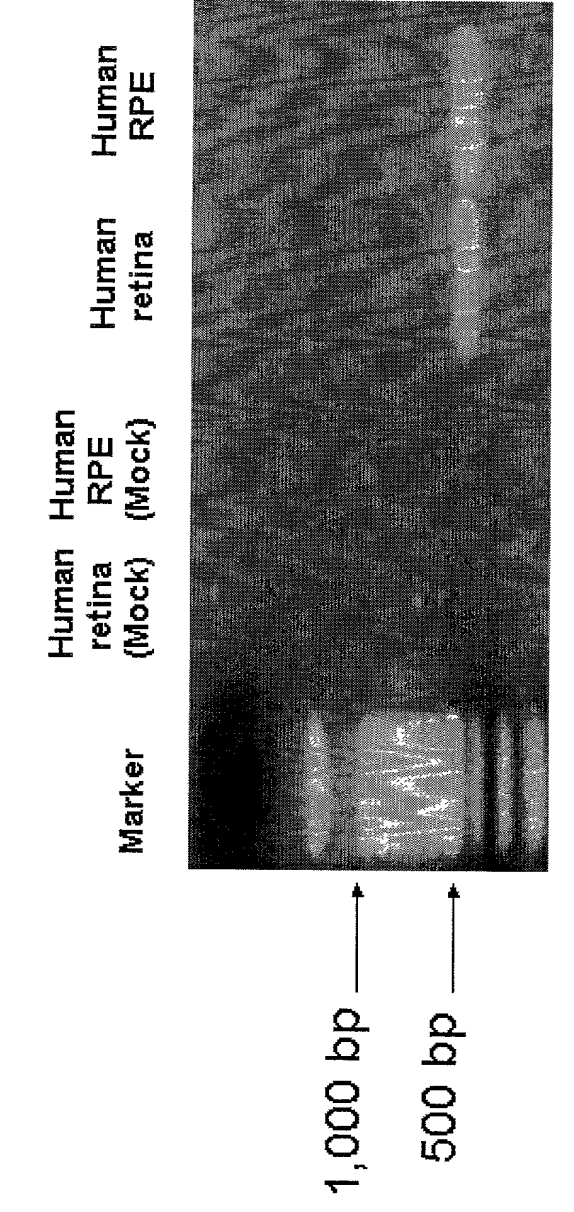 Marker
Human
retina
(Mock)
Human
RPE
(Mock)
Human
retina
Human
RPE
1,000 bp
500 bp